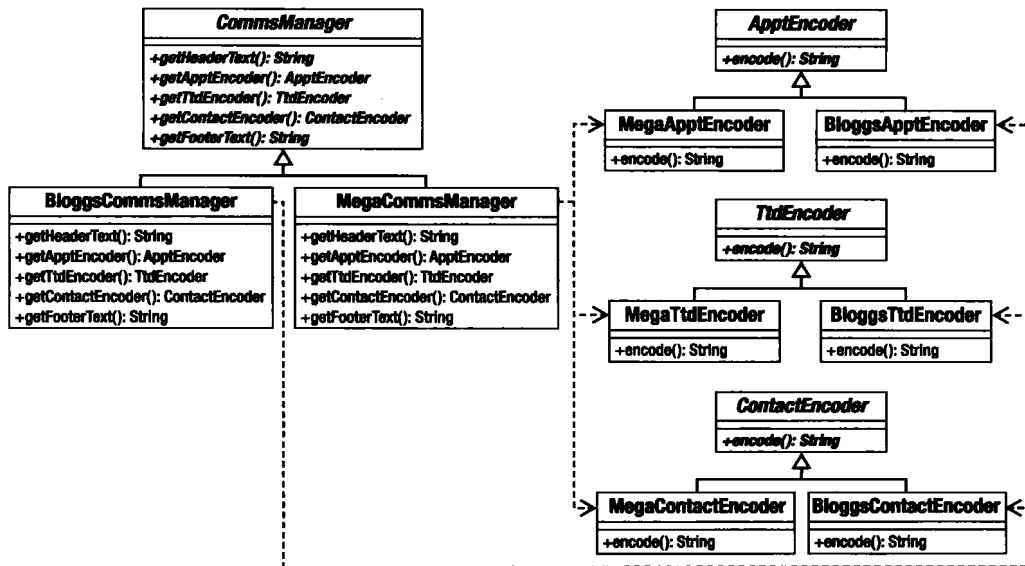 CommsManager
+getHeaderText(): String
+getApptEncoder(): ApptEncoder
+getTtdEncoder(): TtdEncoder
+getContactEncoder(): ContactEncoder
+getFooterText(): String
BloggsCommsManager
+getHeaderText(): String
+getApptEncoder(): ApptEncoder
+getTtdEncoder(): TtdEncoder
+getContactEncoder(): ContactEncoder
+getFooterText(): String
MegaCommsManager
+getHeaderText(): String
+getApptEncoder(): ApptEncoder
+getTtdEncoder(): TtdEncoder
+getContactEncoder(): ContactEncoder
+getFooterText(): String
ApptEncoder
+encode(): String
MegaApptEncoder
+encode(): String
BloggsApptEncoder
+encode(): String
TtdEncoder
+encode(): String
MegaTtdEncoder
+encode(): String
BloggsTtdEncoder
+encode(): String
ContactEncoder
+encode(): String
MegaContactEncoder
+encode(): String
BloggsContactEncoder
+encode(): String